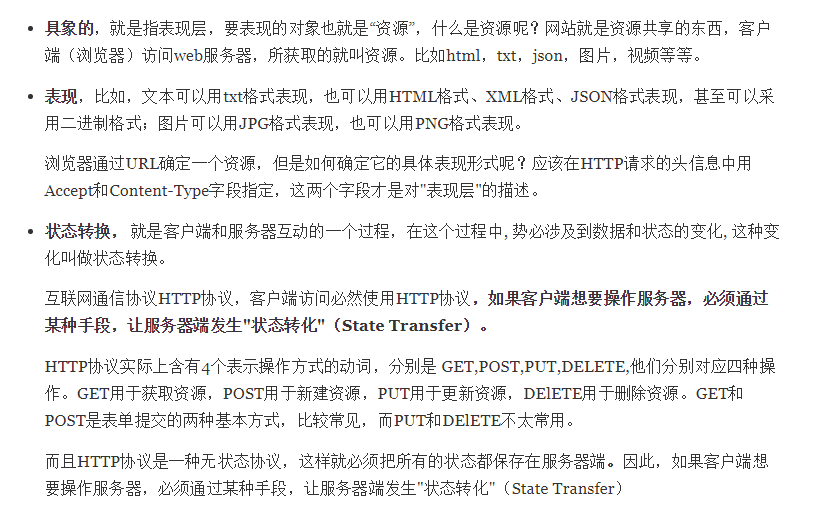 具象的，就是指表现层，要表现的对象也就是“资源”，什么是资源呢？网站就是资源共享的东西，客户
端（浏览器）访问web服务器，所获取的就叫资源。比如html，txt，json，图片，视频等等。
表现，比如，文本可以用txt格式表现，也可以用HTML格式、XML格式、JSON格式表现，甚至可以采
用二进制格式；图片可以用JPG格式表现，也可以用PNG格式表现。
浏览器通过URL确定一个资源，但是如何确定它的具体表现形式呢？应该在HTTP请求的头信息中用
Accept和Content-Type字段指定，这两个字段才是对"表现层"的描述。
状态转换， 就是客户端和服务器互动的一个过程，在这个过程中, 势必涉及到数据和状态的变化, 这种变
化叫做状态转换。
互联网通信协议HTTP协议，客户端访问必然使用HTTP协议，如果客户端想要操作服务器，必须通过
某种手段，让服务器端发生"状态转化"（State Transfer）。
HTTP协议实际上含有4个表示操作方式的动词，分别是 GET,POST,PUT,DELETE,他们分别对应四种操
作。GET用于获取资源，POST用于新建资源，PUT用于更新资源，DElETE用于删除资源。GET和
POST是表单提交的两种基本方式，比较常见，而PUT和DElETE不太常用。
而且HTTP协议是一种无状态协议，这样就必须把所有的状态都保存在服务器端。因此，如果客户端想
要操作服务器，必须通过某种手段，让服务器端发生"状态转化"（State Transfer）